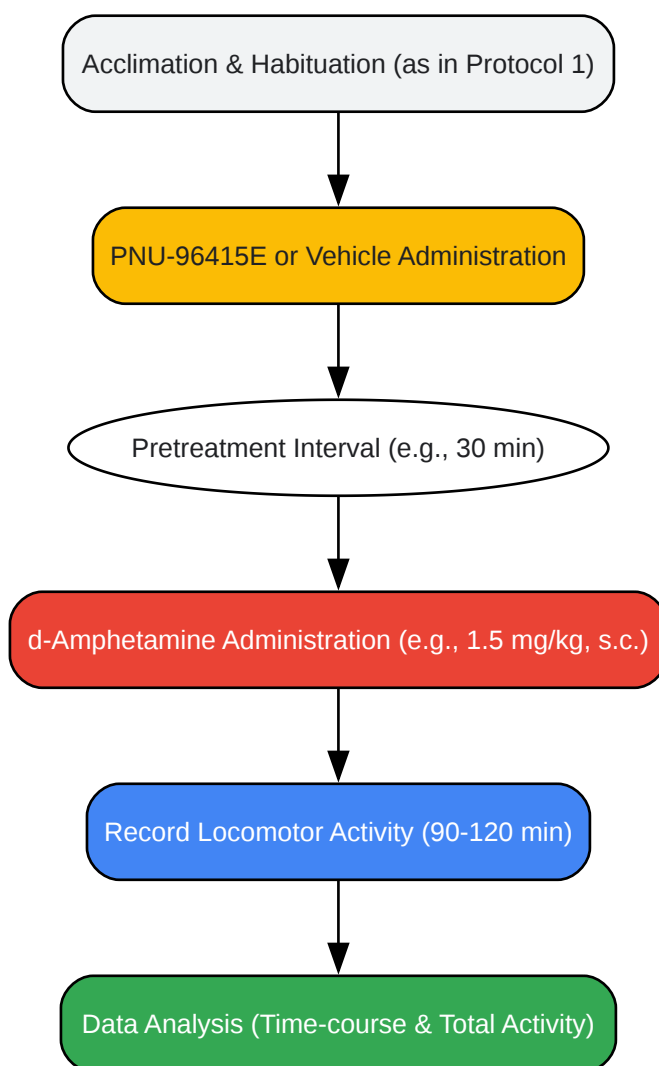 Acclimation & Habituation (as in Protocol 1)
PNU-96415E or Vehicle Administration
Pretreatment Interval (e.g., 30 min)
d-Amphetamine Administration (e.g., 1.5 mg/kg, s.c.)
Record Locomotor Activity (90-120 min)
Data Analysis (Time-course & Total Activity)